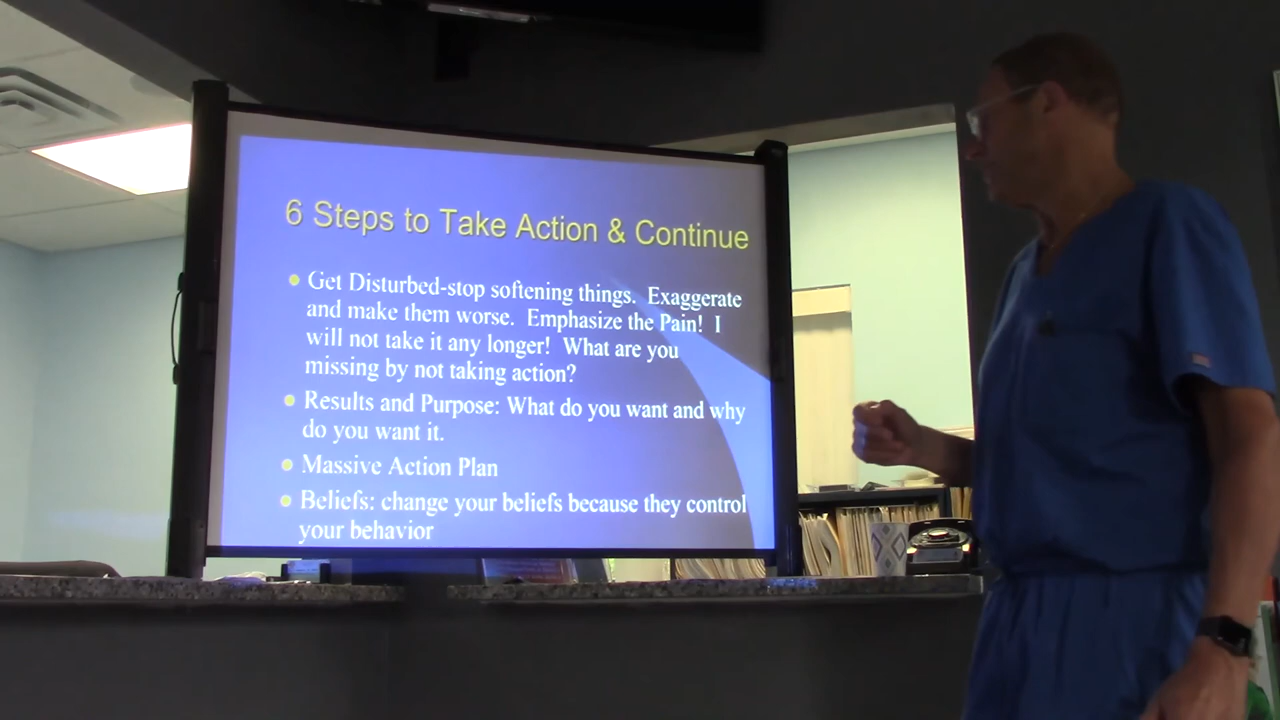 6 Steps to Take Action & Continue
Get Disturbed-stop softening things. Exaggerate
and make them worse. Emphasize the Pain! I
will not take it any longer! What are you
missing by not taking action?
Results and Purpose: What do you want and why
do you want it.
Massive Action Plan
Beliefs: change your beliefs because they control
your behavior